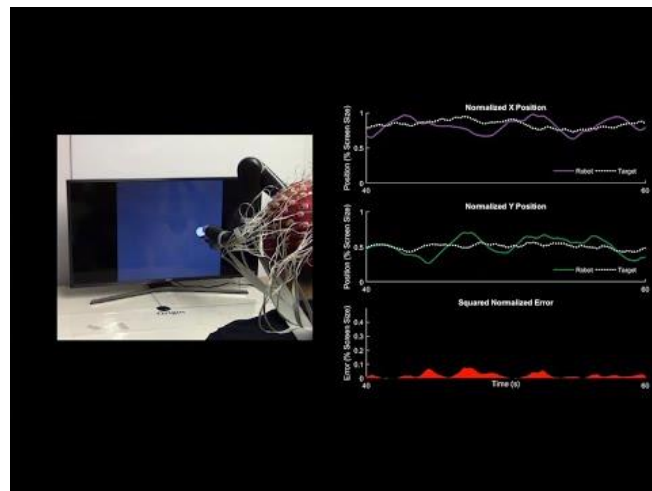 Normalized X Position
Position (% Screen Size)
1
0.5
0
Robot
Target
40
60
Normalized Y Position
Position (% Screen Size)
1
0.5
0
Robot
Target
40
60
Squared Normalized Error
Error (% Screen Size)
0.4
0.3
0.2
0.1
0
40
Time (s)
60